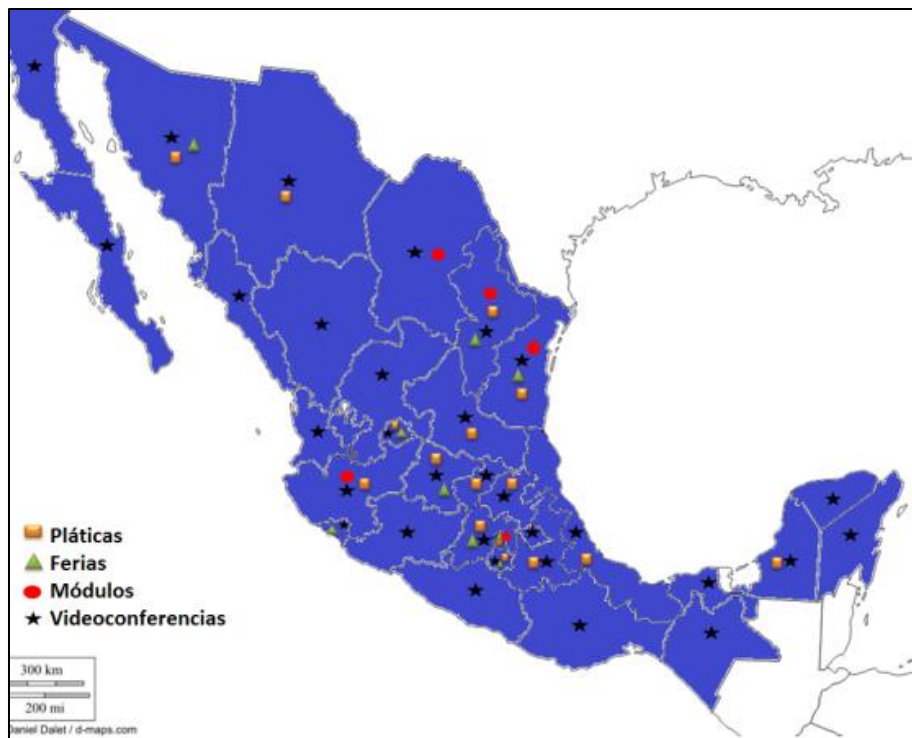 Pláticas
Ferias
Módulos
Videoconferencias
300 km
200 mi
Daniel Dalet / d-maps.com